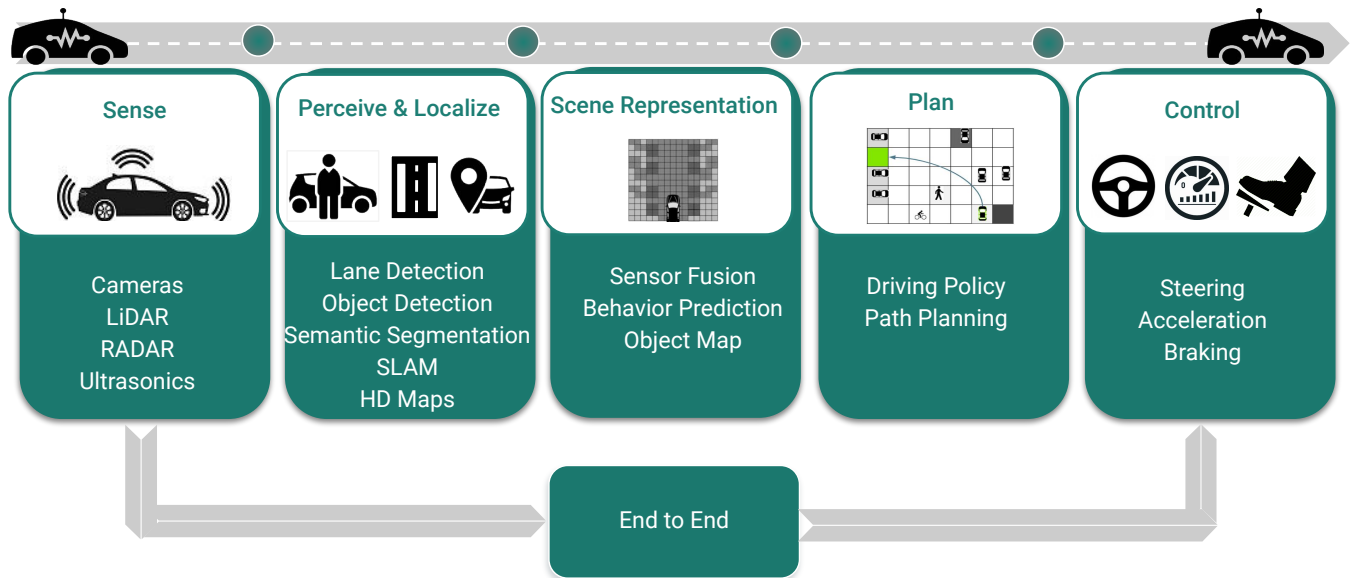 Sense
Cameras
LiDAR
RADAR
Ultrasonics
Perceive & Localize
Lane Detection
Object Detection
Semantic Segmentation
SLAM
HD Maps
Scene Representation
Sensor Fusion
Behavior Prediction
Object Map
Plan
Driving Policy
Path Planning
Control
0
Steering
Acceleration
Braking
End to End